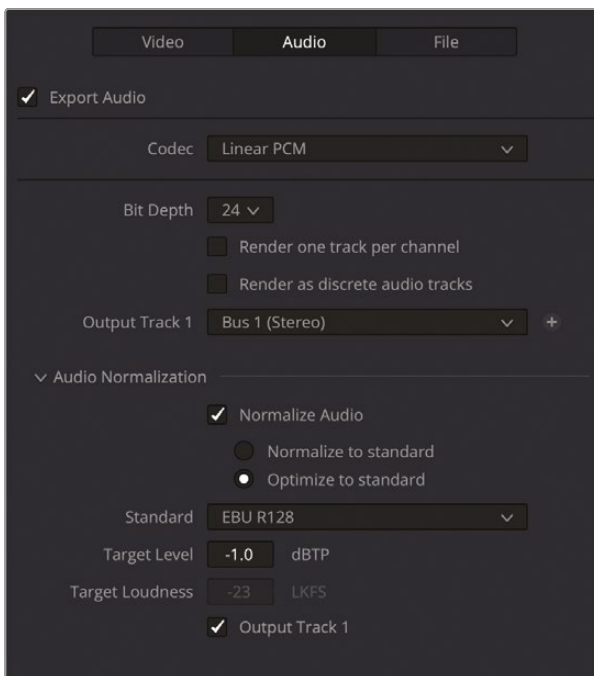 Video Audio File
Export Audio
Codec Linear PCM
Bit Depth 24
Render one track per channel
Render as discrete audio tracks
Output Track 1 Bus 1 (Stereo) +
Audio Normalization
Normalize Audio
Normalize to standard
Optimize to standard
Standard EBU R128
Target Level -1.0 dBTP
Target Loudness -23 LKFS
Output Track 1